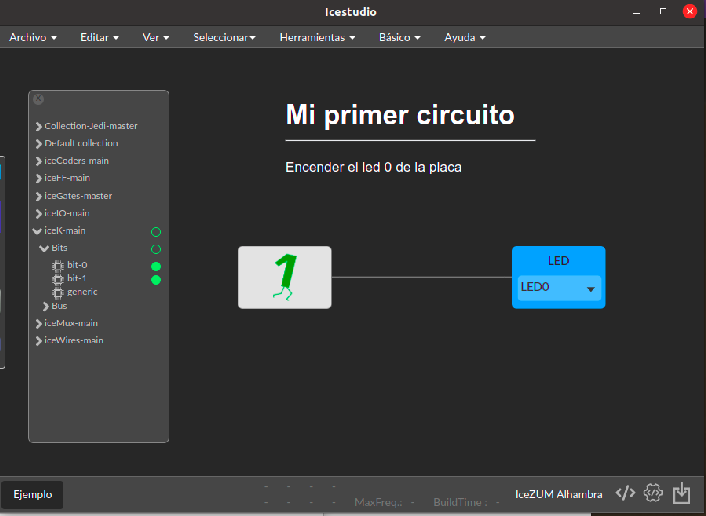 Icestudio
Archivo Editar Ver Seleccionar Herramientas Básico Ayuda
Collection-Jedi-master
Default collection
iceCoders-main
iceFF-main
iceGates-master
iceIO-main
iceK-main
Bits
bit-0
bit-1
generic
Bus
iceMux-main
iceWires-main
Mi primer circuito
Encender el led 0 de la placa
1
LED
LED0
Ejemplo
- - - -
- - - -
MaxFreq.: - BuildTime : -
IceZUM Alhambra